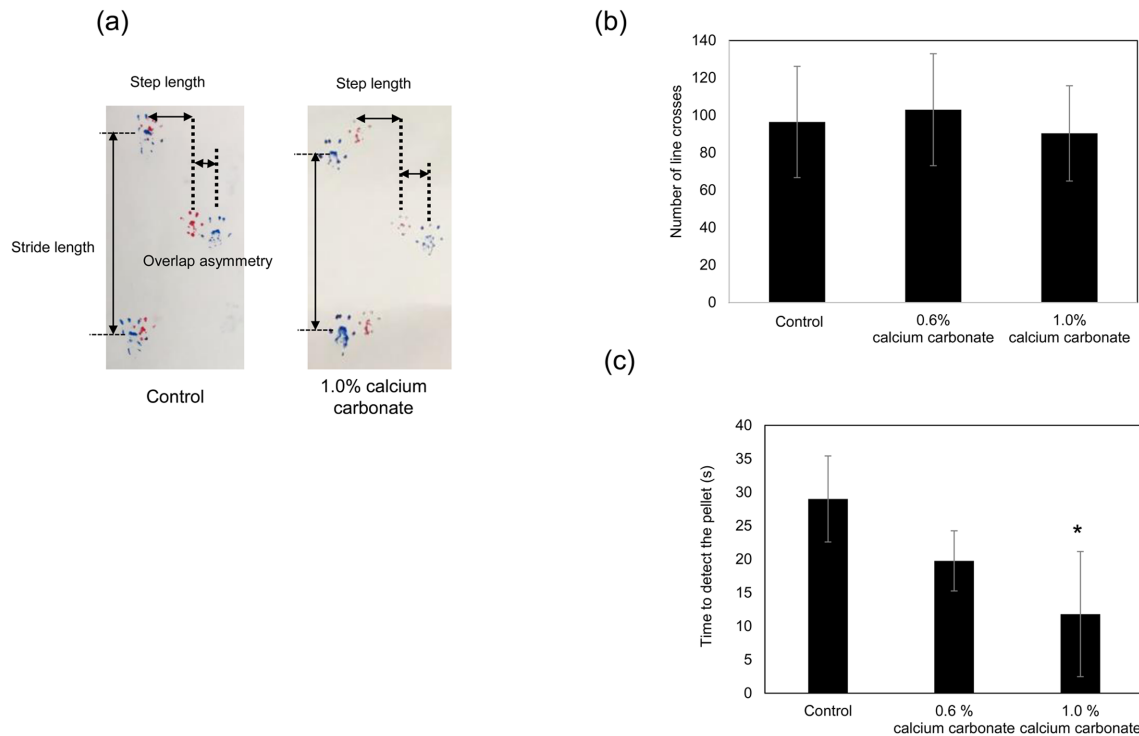 (a)
Step length
Step length
Stride length
Overlap asymmetry
Control
1.0% calcium
carbonate
(b)
Number of line crosses
140
120
100
80
60
40
20
0
Control
0.6%
calcium carbonate
1.0%
calcium carbonate
(c)
Time to detect the pellet (s)
40
35
30
25
20
15
10
5
0
*
Control
0.6 %
calcium carbonate
1.0 %
calcium carbonate